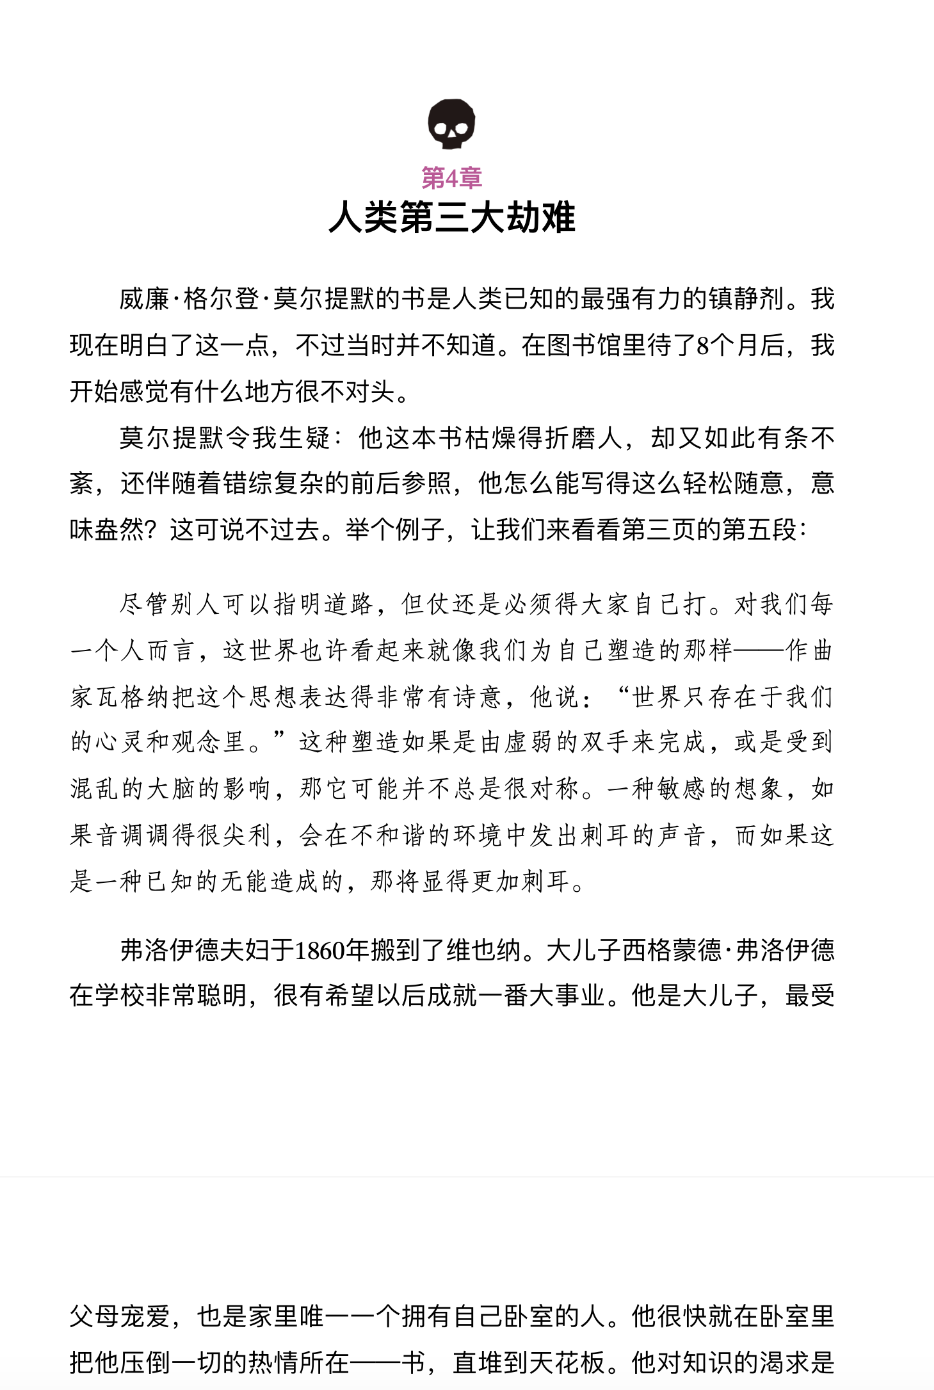 第4章
人类第三大劫难
威廉·格尔登·莫尔提默的书是人类已知的最强有力的镇静剂。我
现在明白了这一点，不过当时并不知道。在图书馆里待了8个月后，我
开始感觉有什么地方很不对头。
莫尔提默令我生疑：他这本书枯燥得折磨人，却又如此有条不
紊，还伴随着错综复杂的前后参照，他怎么能写得这么轻松随意，意
味盎然？这可说不过去。举个例子，让我们来看看第三页的第五段：
尽管别人可以指明道路，但仗还是必须得大家自己打。对我们每
一个人而言，这世界也许看起来就像我们为自己塑造的那样——作曲
家瓦格纳把这个思想表达得非常有诗意，他说：“世界只存在于我们
的心灵和观念里。”这种塑造如果是由虚弱的双手来完成，或是受到
混乱的大脑的影响，那它可能并不总是很对称。一种敏感的想象，如
果音调调得很尖利，会在不和谐的环境中发出刺耳的声音，而如果这
是一种已知的无能造成的，那将显得更加刺耳。
弗洛伊德夫妇于1860年搬到了维也纳。大儿子西格蒙德·弗洛伊德
在学校非常聪明，很有希望以后成就一番大事业。他是大儿子，最受
父母宠爱，也是家里唯一一个拥有自己卧室的人。他很快就在卧室里
把他压倒一切的热情所在——书，直堆到天花板。他对知识的渴求是